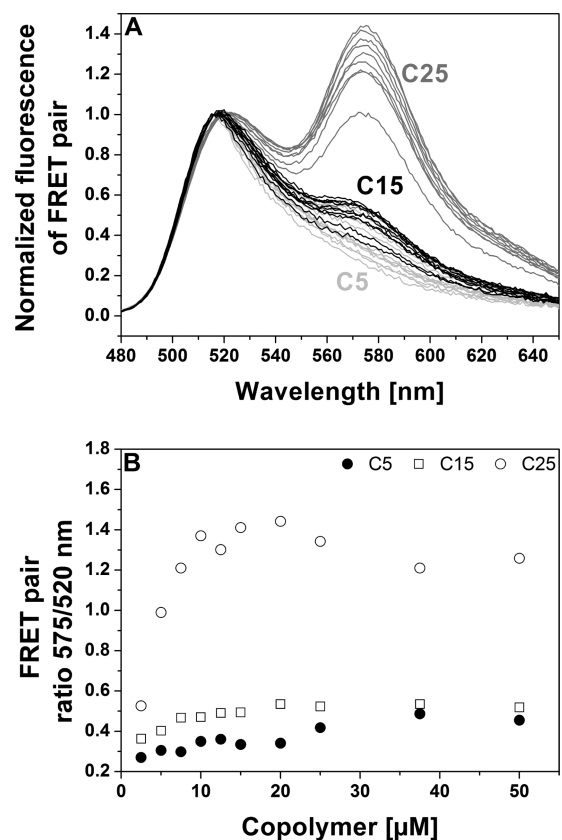 A
Normalized fluorescence
of FRET pair
1.4
1.2
1.0
0.8
0.6
0.4
0.2
0.0
C25
C15
C5
480 500 520 540 560 580 600 620 640
Wavelength [nm]
B
C5 C15 C25
FRET pair
ratio 575/520 nm
1.8
1.6
1.4
1.2
1.0
0.8
0.6
0.4
0.2
0 10 20 30 40 50
Copolymer [µM]